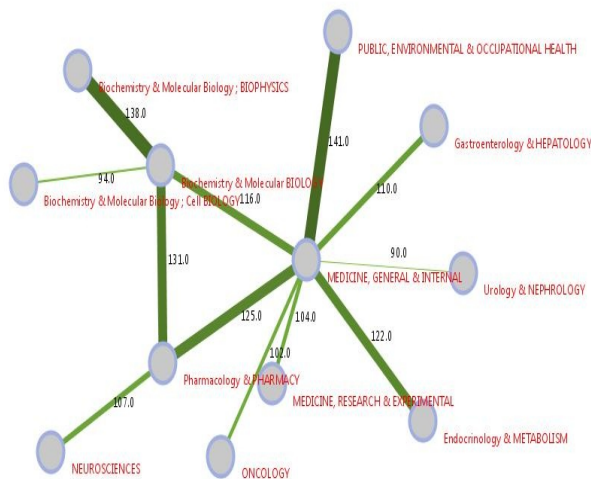 PUBLIC, ENVIRONMENTAL & OCCUPATIONAL HEALTH
Biochemistry & Molecular Biology ; BIOPHYSICS
138.0
141.0
Gastroenterology & HEPATOLOGY
94.0
Biochemistry & Molecular BIOLOGY
110.0
Biochemistry & Molecular Biology ; Cell BIOLOGY
116.0
90.0
131.0
MEDICINE, GENERAL & INTERNAL
Urology & NEPHROLOGY
125.0
104.0
122.0
102.0
Pharmacology & PHARMACY
107.0
MEDICINE, RESEARCH & EXPERIMENTAL
Endocrinology & METABOLISM
NEUROSCIENCES
ONCOLOGY